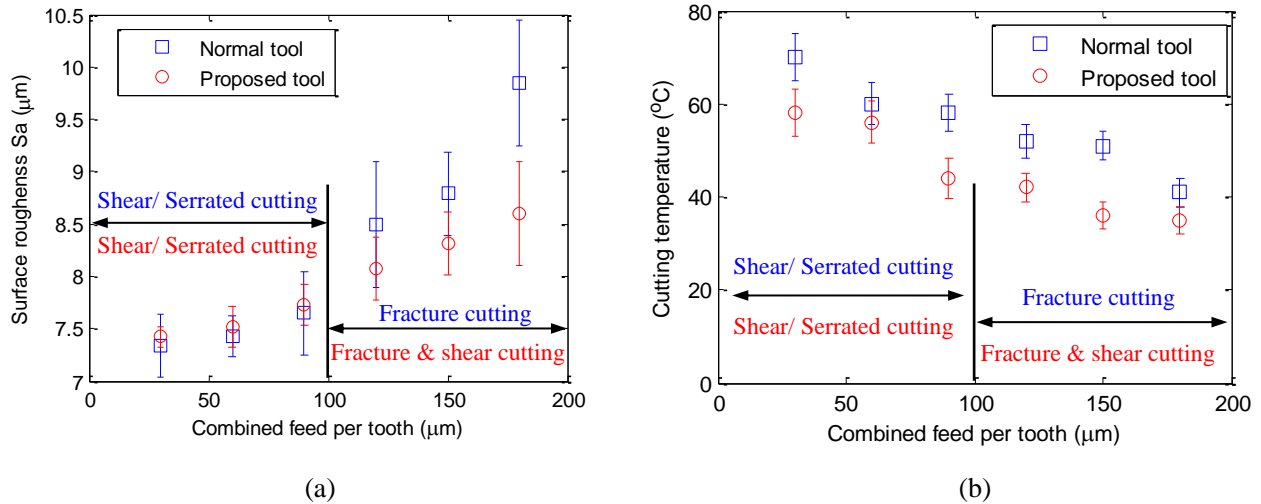 10.5
10
9.5
9
8.5
8
7.5
7
Surface roughenss Sa (μm)
Normal tool
Proposed tool
Shear/ Serrated cutting
Shear/ Serrated cutting
Fracture cutting
Fracture & shear cutting
0 50 100 150 200
Combined feed per tooth (μm)
(a)
80
60
40
20
0
Cutting temperature (°C)
Normal tool
Proposed tool
Shear/ Serrated cutting
Shear/ Serrated cutting
Fracture cutting
Fracture & shear cutting
0 50 100 150 200
Combined feed per tooth (μm)
(b)